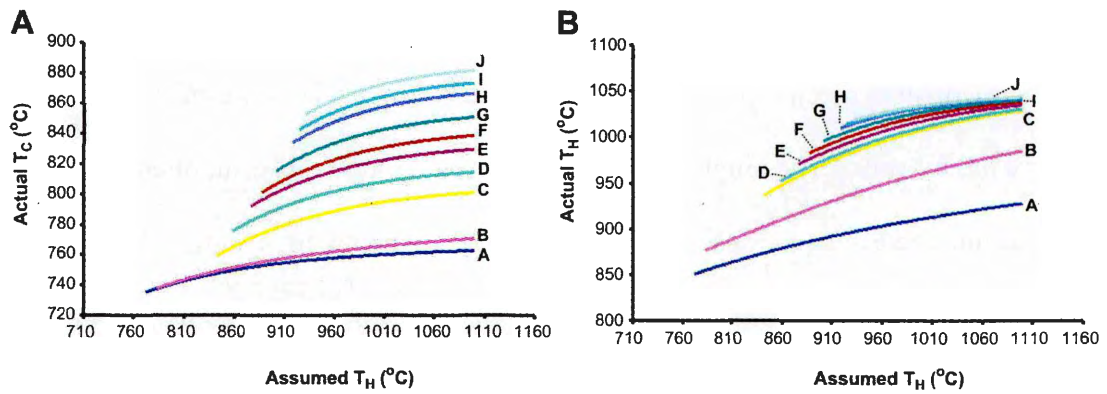 A
900
880
860
840
820
800
780
760
740
720
Actual T_C (°C)
J
I
H
G
F
E
D
C
B
A
710 760 810 860 910 960 1010 1060 1110 1160
Assumed T_H (°C)
B
1100
1050
1000
950
900
850
800
Actual T_H (°C)
J
H
I
G
C
F
E
B
D
A
710 760 810 860 910 960 1010 1060 1110 1160
Assumed T_H (°C)